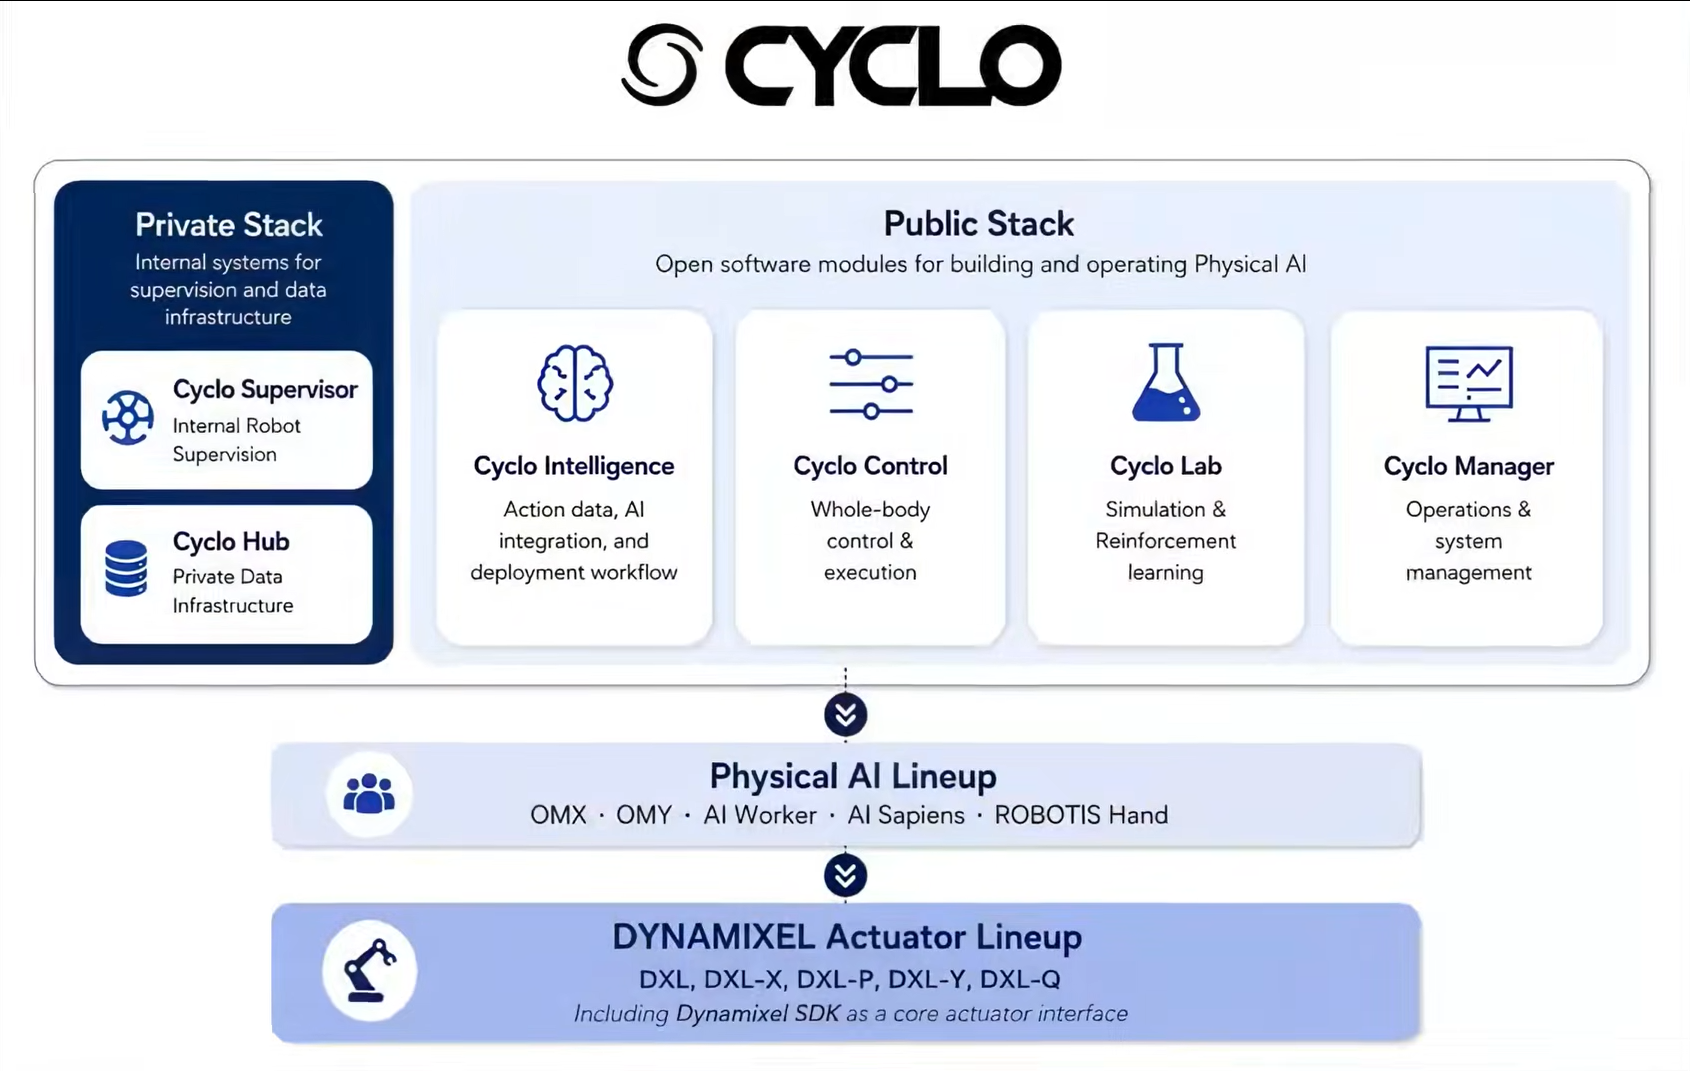 CYCLO
Private Stack
Internal systems for
supervision and data
infrastructure
Cyclo Supervisor
Internal Robot
Supervision
Cyclo Hub
Private Data
Infrastructure
Public Stack
Open software modules for building and operating Physical AI
Cyclo Intelligence
Action data, AI
integration, and
deployment workflow
Cyclo Control
Whole-body
control &
execution
Cyclo Lab
Simulation &
Reinforcement
learning
Cyclo Manager
Operations &
system
management
Physical AI Lineup
OMX · OMY · AI Worker · AI Sapiens · ROBOTIS Hand
DYNAMIXEL Actuator Lineup
DXL, DXL-X, DXL-P, DXL-Y, DXL-Q
Including Dynamixel SDK as a core actuator interface